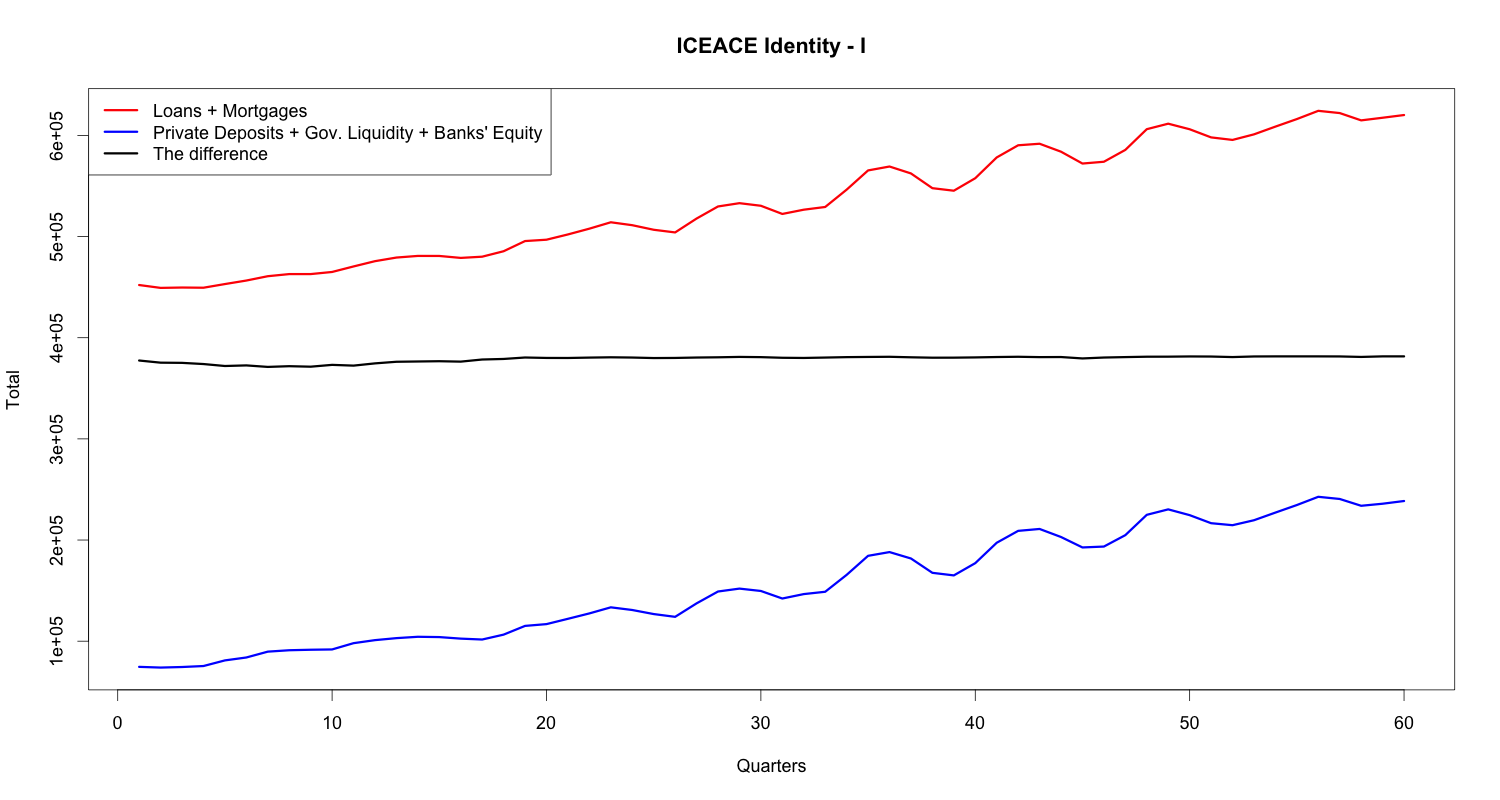 ICEACE Identity - I
Loans + Mortgages
Private Deposits + Gov. Liquidity + Banks' Equity
The difference
6e+05
5e+05
4e+05
3e+05
2e+05
1e+05
Total
0 10 20 30 40 50 60
Quarters